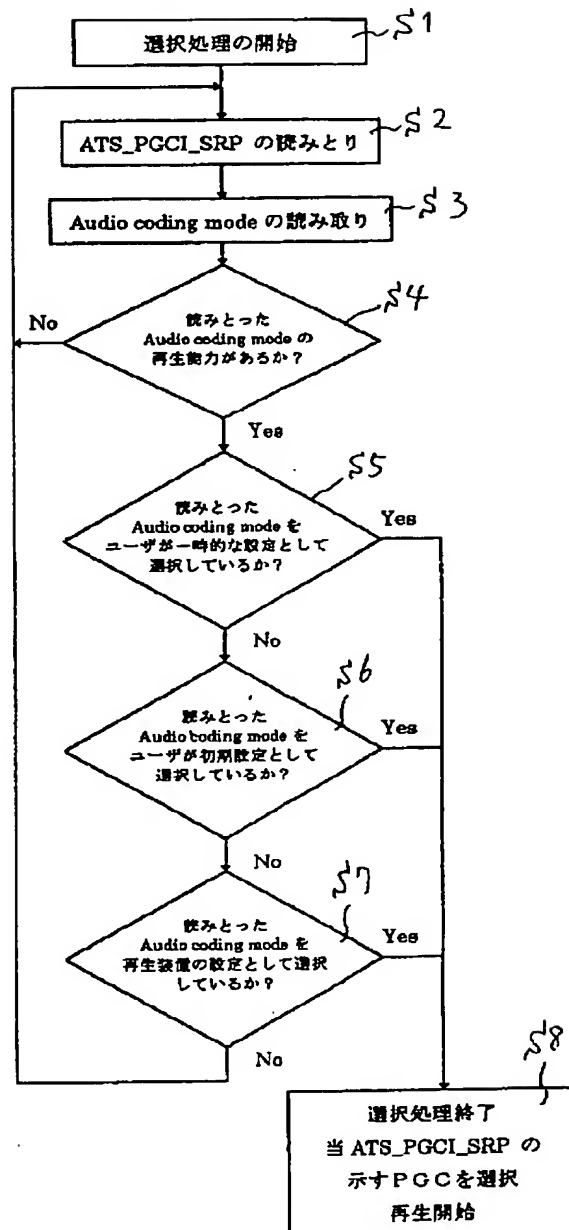 選択処理の開始
S1
ATS_PGCI_SRP の読みとり
S2
Audio coding mode の読み取り
S3
読みとった
Audio coding mode の
再生能力があるか？
S4
No
Yes
読みとった
Audio coding mode を
ユーザが一時的な設定として
選択しているか？
S5
Yes
No
読みとった
Audio coding mode を
ユーザが初期設定として
選択しているか？
S6
Yes
No
読みとった
Audio coding mode を
再生装置の設定として選択
しているか？
S7
Yes
No
S8
選択処理終了
当 ATS_PGCI_SRP の
示すＰＧＣを選択
再生開始